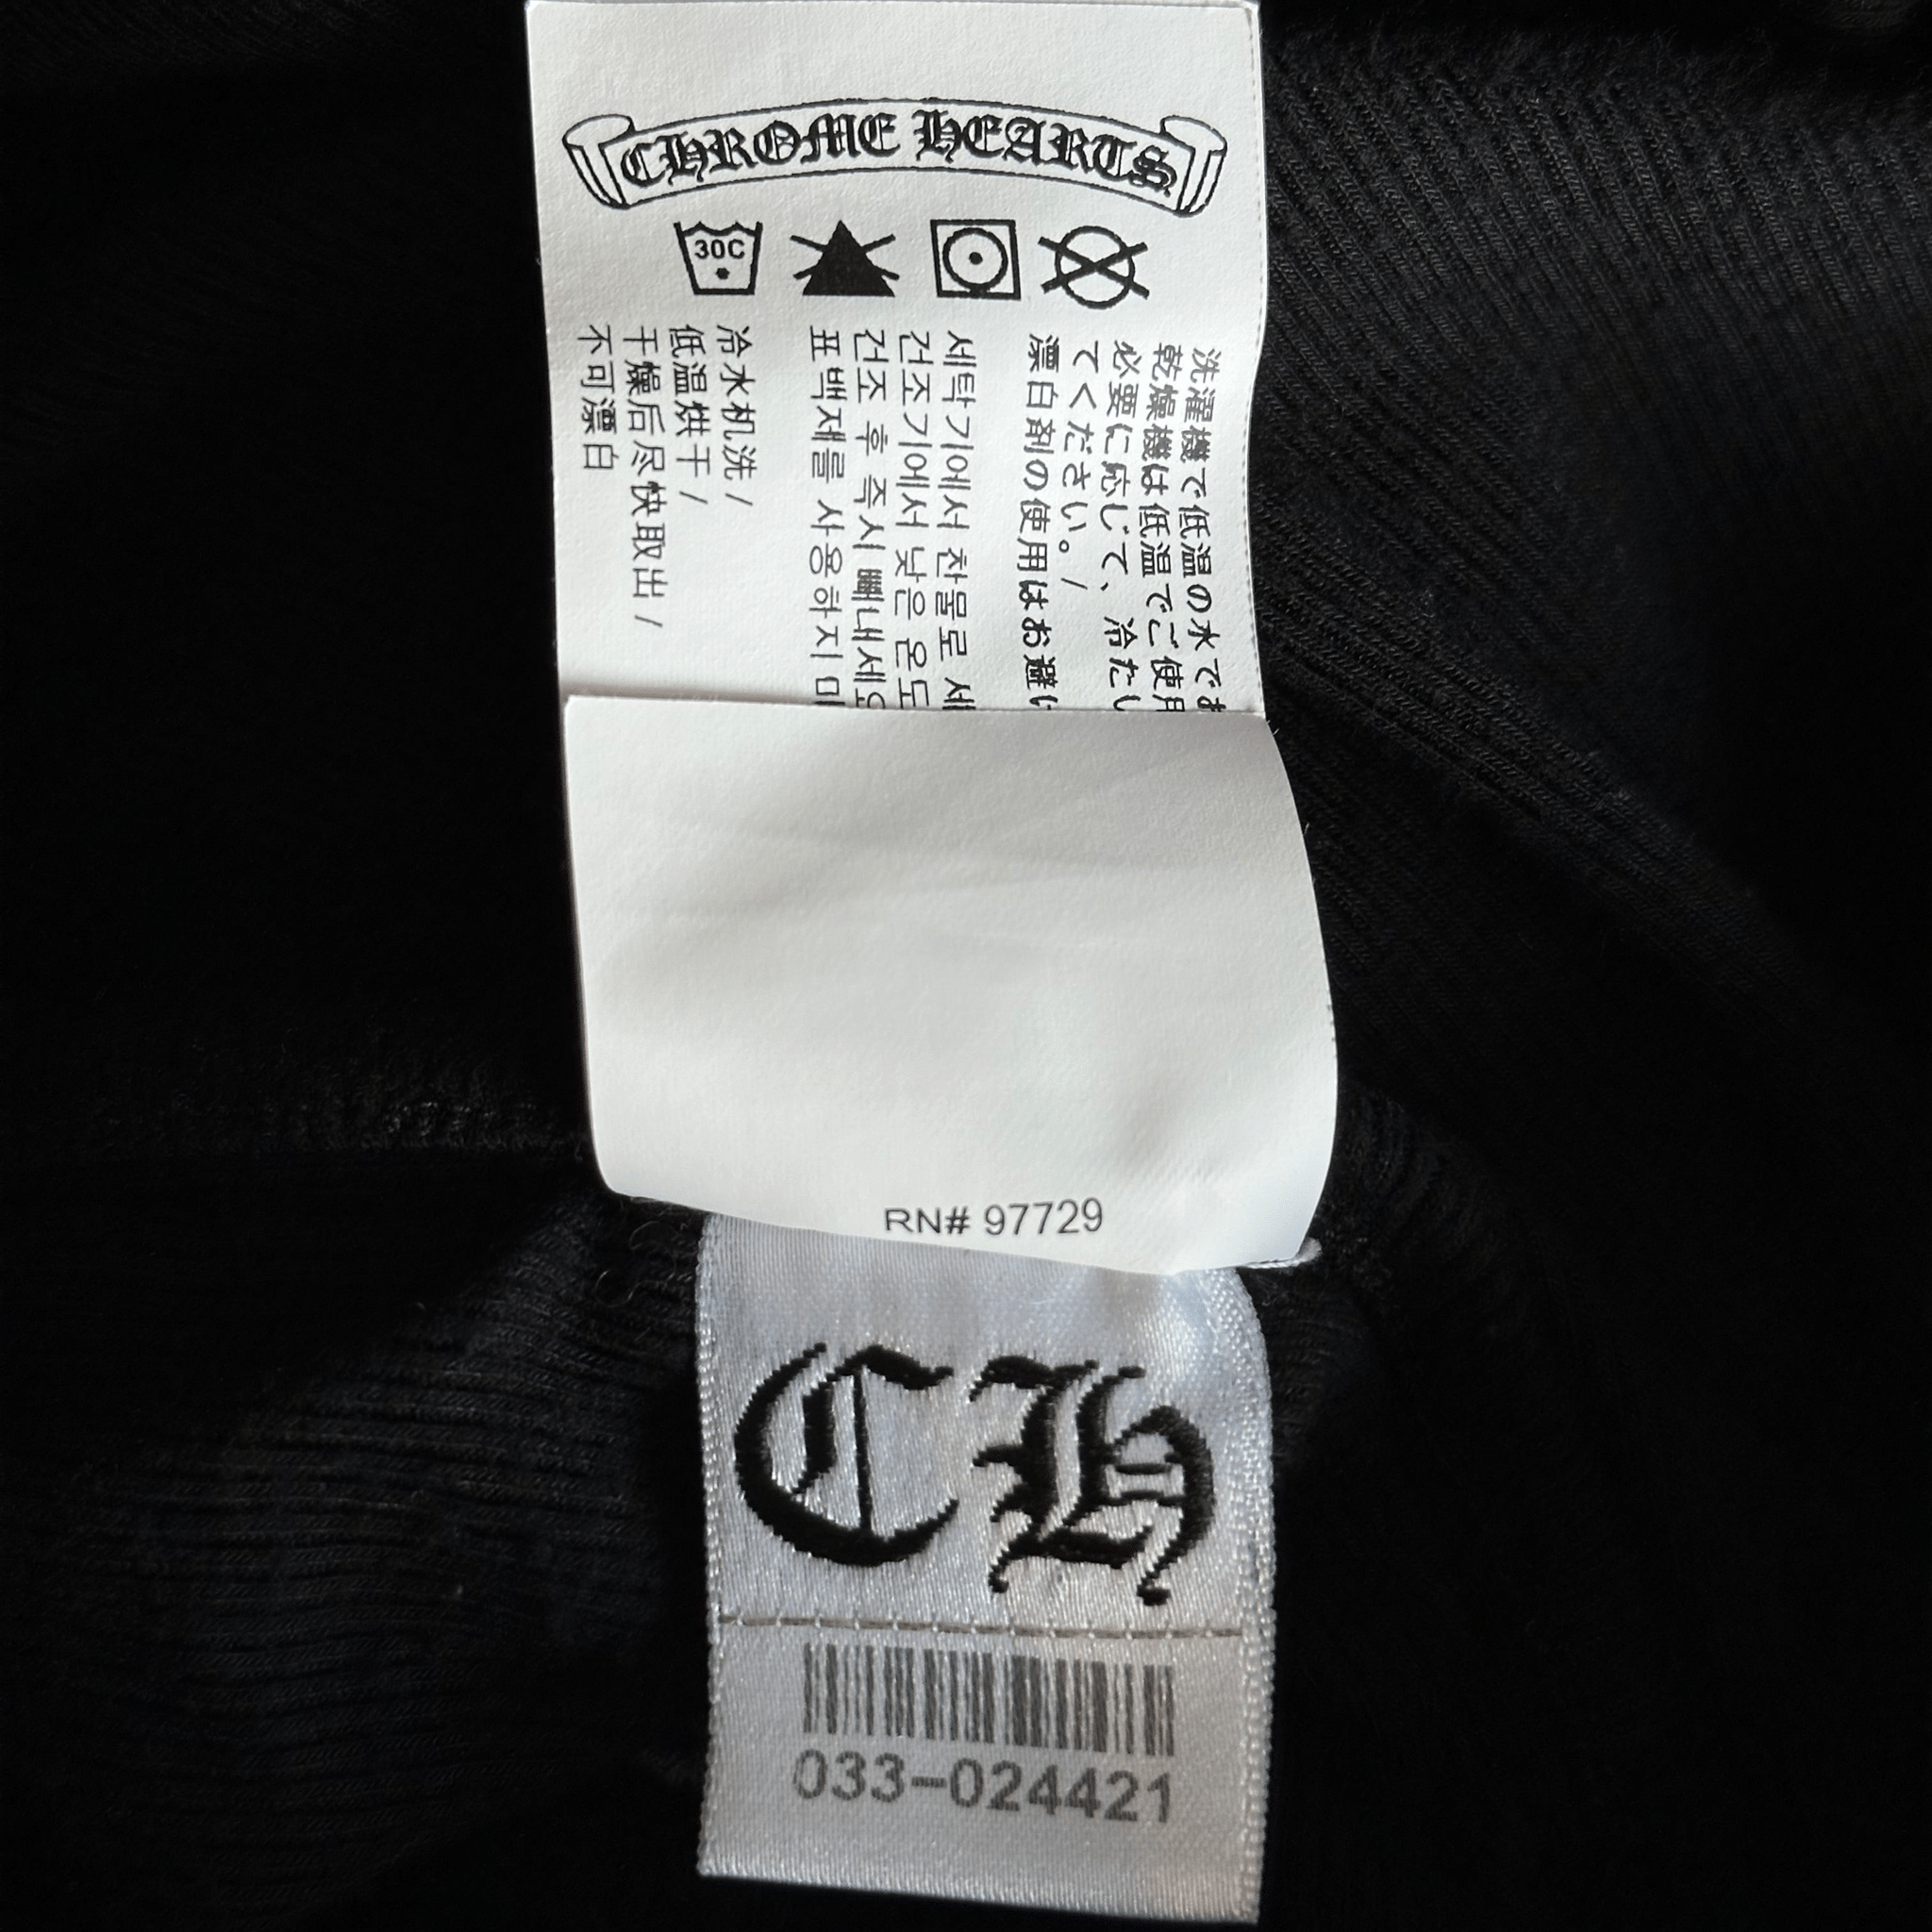 CHROME HEARTS
30C
洗濯機で低温の水でお
乾燥機は低温でご使用
必要に応じて、冷たし
てください。/
漂白剤の使用はお避け
세탁기에서 찬물로 세
건조기에서 낮은 온도
건조 후 즉시 빼내세요
표백제를 사용하지 마
冷水机洗 /
低温烘干 /
干燥后尽快取出 /
不可漂白
RN# 97729
CH
033-024421